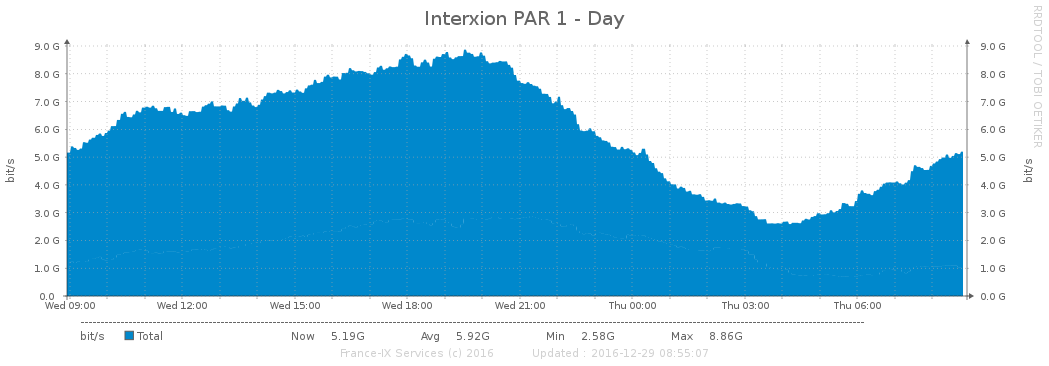 Interxion PAR 1 - Day
RRDTOOL / TOBI OETIKER
bit/s
9.0 G 9.0 G
8.0 G 8.0 G
7.0 G 7.0 G
6.0 G 6.0 G
5.0 G 5.0 G
4.0 G 4.0 G
3.0 G 3.0 G
2.0 G 2.0 G
1.0 G 1.0 G
0.0 0.0 G
bit/s
Wed 09:00 Wed 12:00 Wed 15:00 Wed 18:00 Wed 21:00 Thu 00:00 Thu 03:00 Thu 06:00
bit/s Total Now 5.19G Avg 5.92G Min 2.58G Max 8.86G
France-IX Services (c) 2016 Updated : 2016-12-29 08:55:07